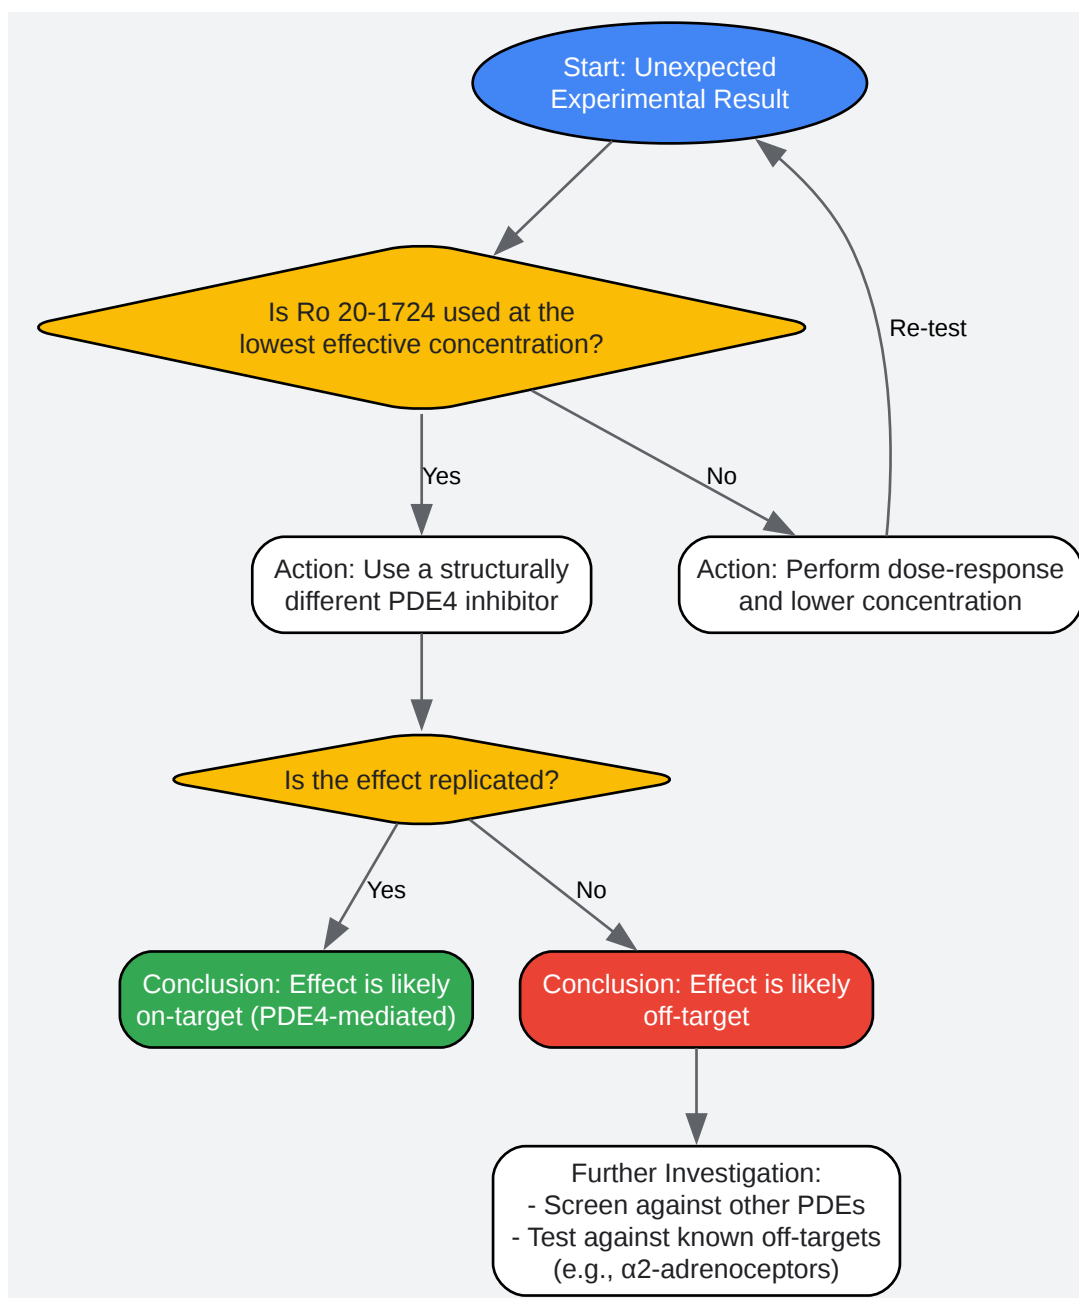 Start: Unexpected
Experimental Result
Is Ro 20-1724 used at the
lowest effective concentration?
Re-test
Yes
No
Action: Use a structurally
different PDE4 inhibitor
Action: Perform dose-response
and lower concentration
Is the effect replicated?
Yes
No
Conclusion: Effect is likely
on-target (PDE4-mediated)
Conclusion: Effect is likely
off-target
Further Investigation:
- Screen against other PDEs
- Test against known off-targets
(e.g., α2-adrenoceptors)